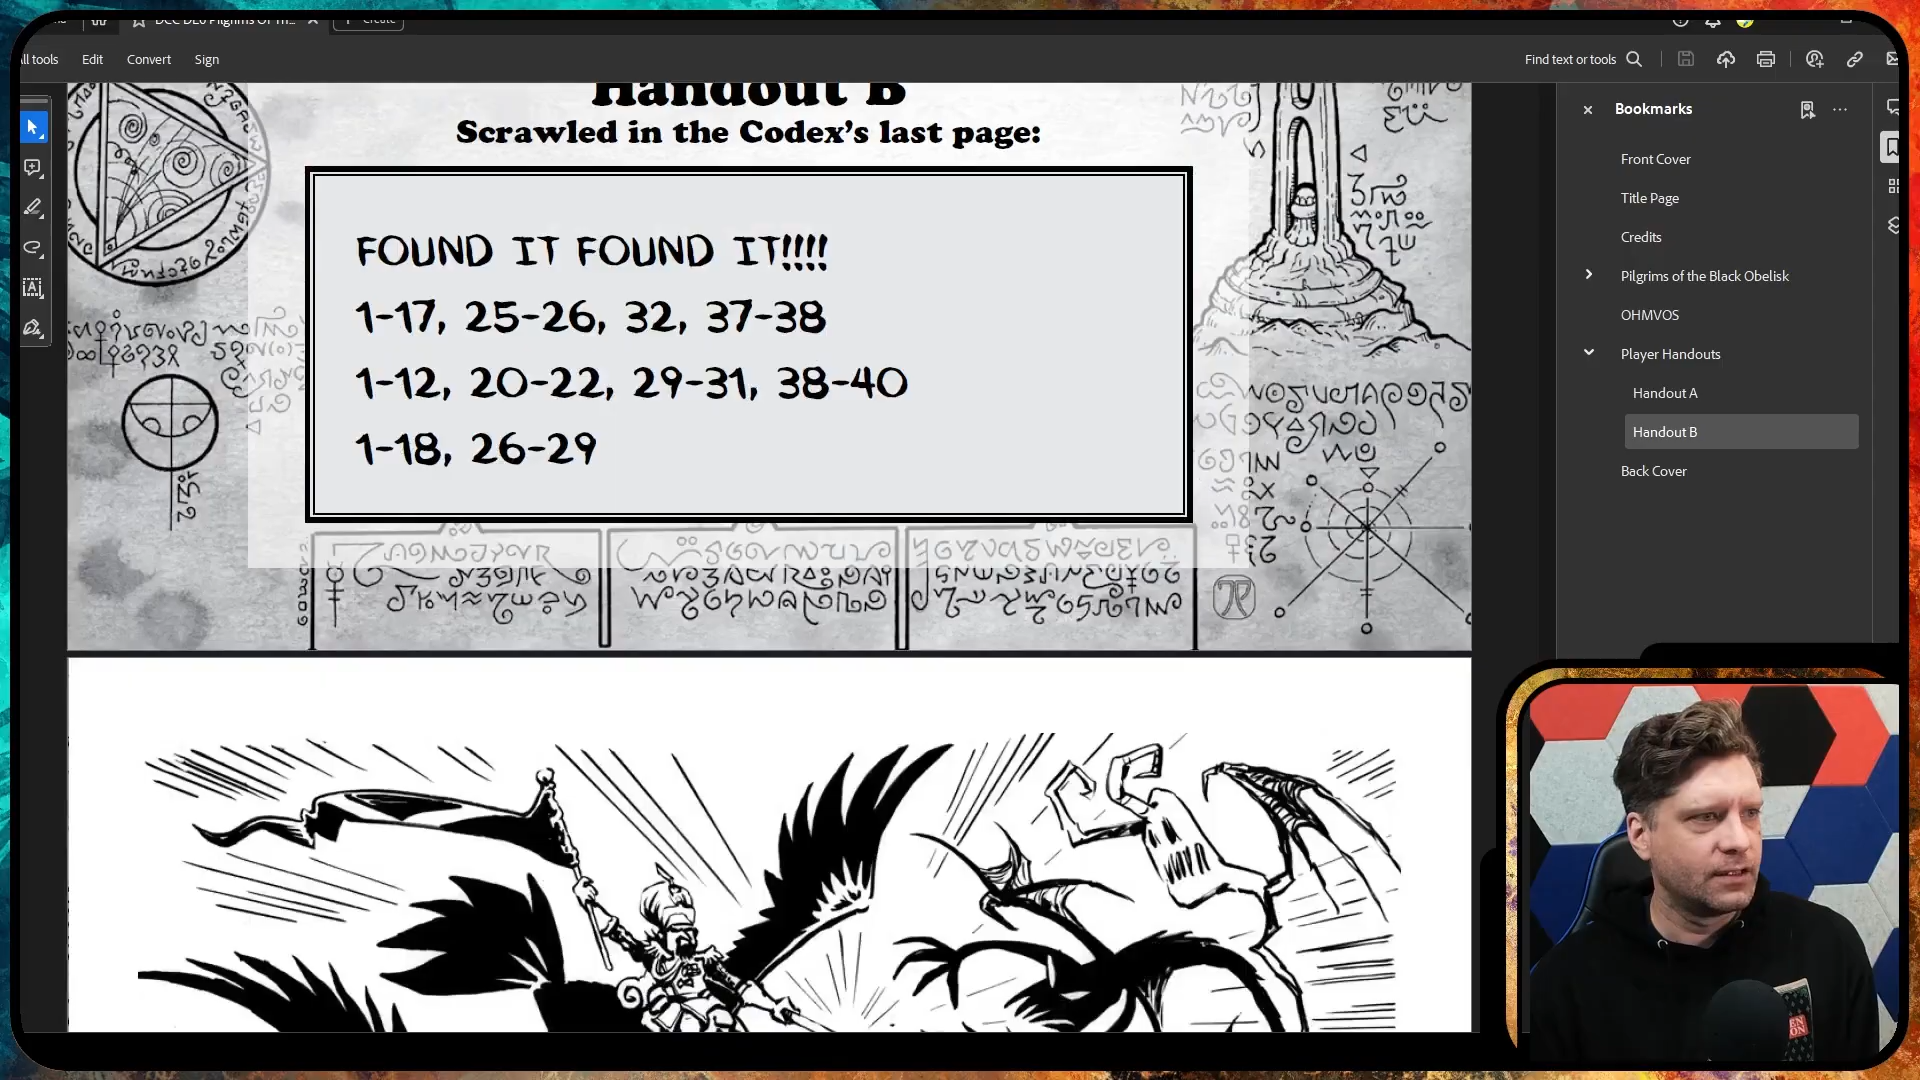 Create
All tools Edit Convert Sign
Find text or tools
Handout B
Scrawled in the Codex's last page:
FOUND IT FOUND IT!!!!
1-17, 25-26, 32, 37-38
1-12, 20-22, 29-31, 38-40
1-18, 26-29
Bookmarks
Front Cover
Title Page
Credits
Pilgrims of the Black Obelisk
OHMVOS
Player Handouts
Handout A
Handout B
Back Cover